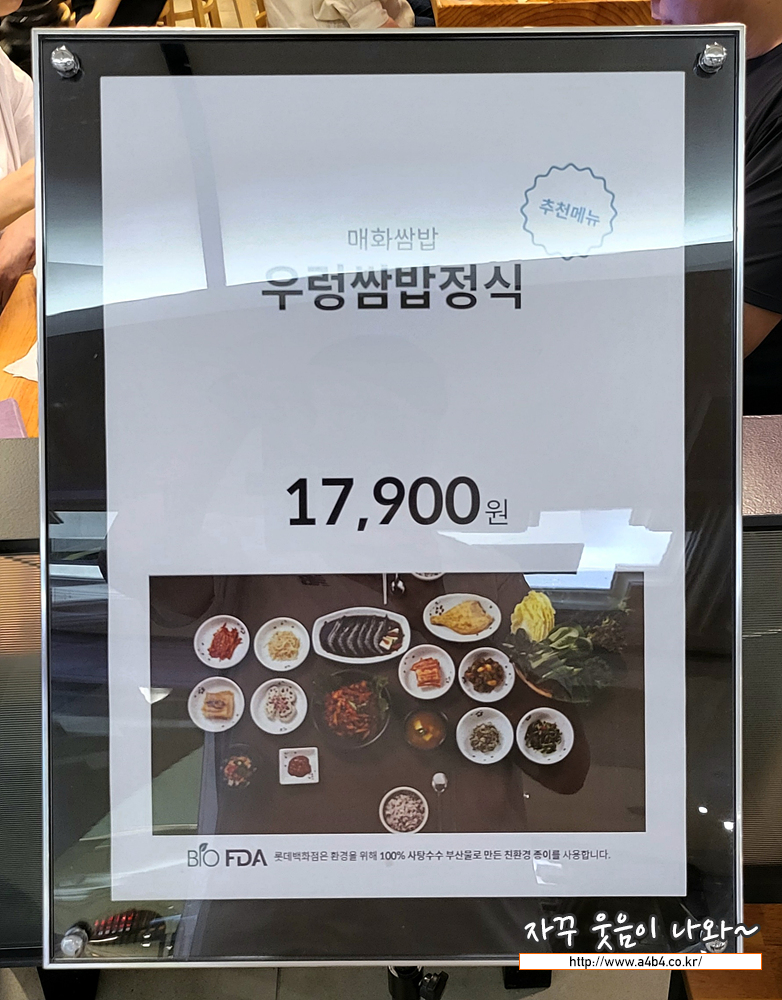 추천메뉴
매화쌈밥
우렁쌈밥정식
17,900원
BIO FDA 롯데백화점은 환경을 위해 100% 사탕수수 부산물로 만든 친환경 종이를 사용합니다.
자꾸 웃음이 나와~
http://www.a4b4.co.kr/